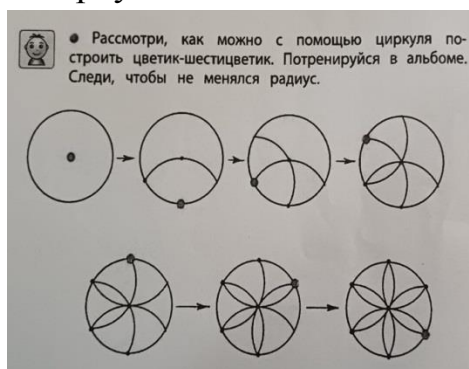 • Рассмотри, как можно с помощью циркуля по-
строить цветик-шестицветик. Потренируйся в альбоме.
Следи, чтобы не менялся радиус.